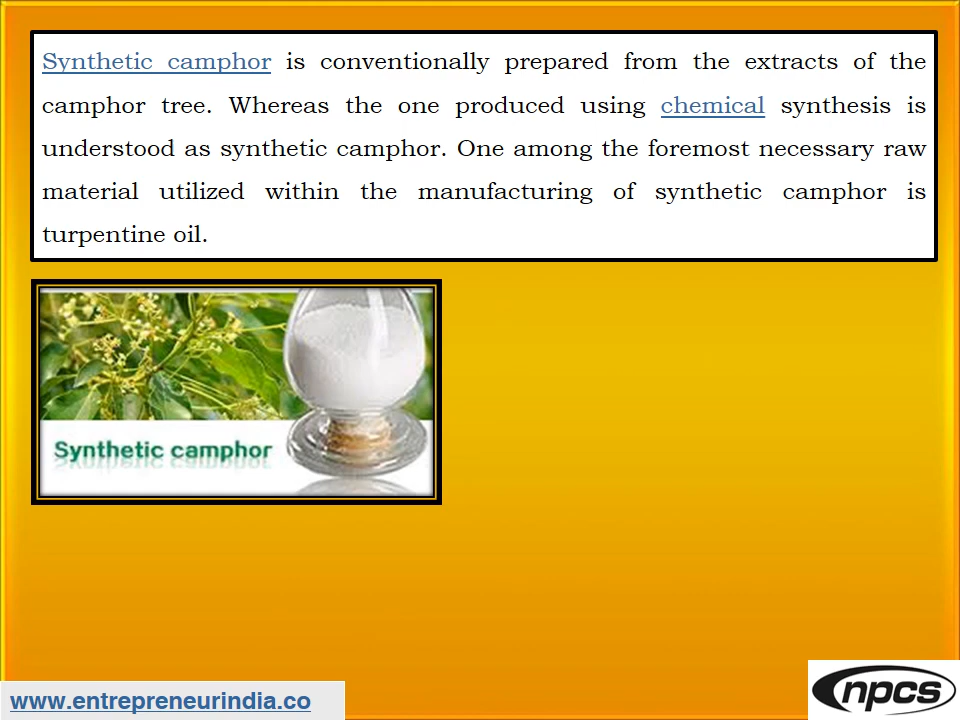 Synthetic camphor is conventionally prepared from the extracts of the
camphor tree. Whereas the one produced using chemical synthesis is
understood as synthetic camphor. One among the foremost necessary raw
material utilized within the manufacturing of synthetic camphor is
turpentine oil.
Synthetic camphor
www.entrepreneurindia.co
npcs